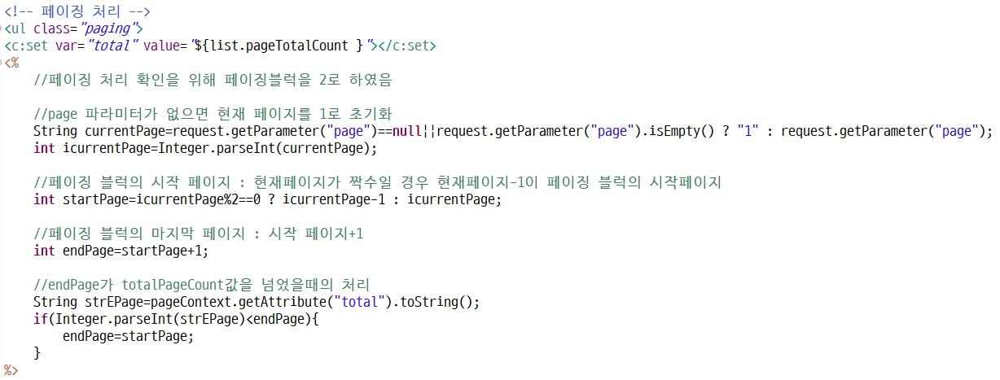 <!-- 페이징 처리 -->
<ul class="paging">
<c:set var="total" value="${list.pageTotalCount }"></c:set>
<%
//페이징 처리 확인을 위해 페이징블럭을 2로 하였음
//page 파라미터가 없으면 현재 페이지를 1로 초기화
String currentPage=request.getParameter("page")==null||request.getParameter("page").isEmpty() ? "1" : request.getParameter("page");
int icurrentPage=Integer.parseInt(currentPage);
//페이징 블럭의 시작 페이지 : 현재페이지가 짝수일 경우 현재페이지-1이 페이징 블럭의 시작페이지
int startPage=icurrentPage%2==0 ? icurrentPage-1 : icurrentPage;
//페이징 블럭의 마지막 페이지 : 시작 페이지+1
int endPage=startPage+1;
//endPage가 totalPageCount값을 넘었을때의 처리
String strEPage=pageContext.getAttribute("total").toString();
if(Integer.parseInt(strEPage)<endPage){
endPage=startPage;
}
%>